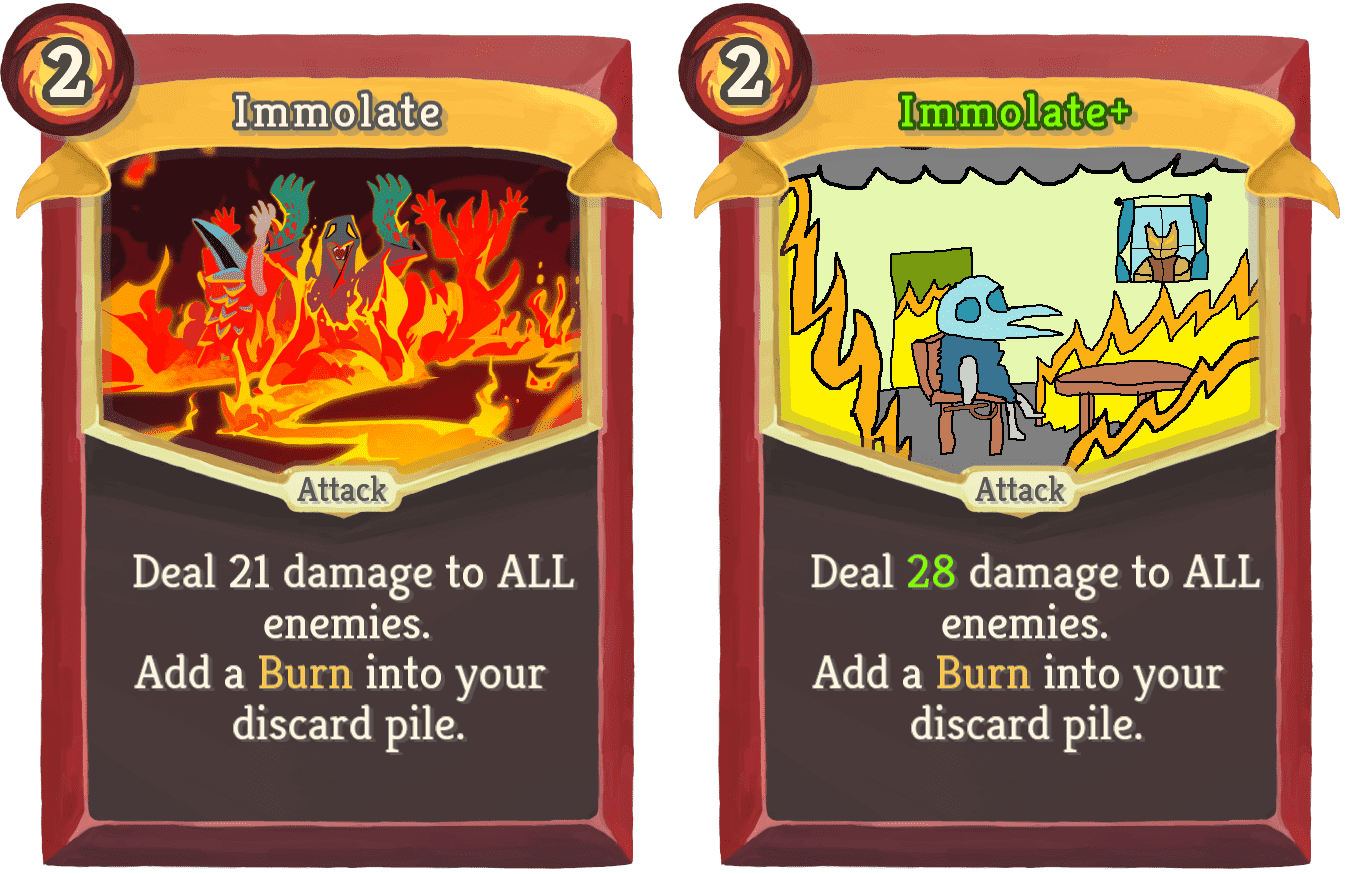 2
Immolate
Attack
Deal 21 damage to ALL
enemies.
Add a Burn into your
discard pile.
2
Immolate+
Attack
Deal 28 damage to ALL
enemies.
Add a Burn into your
discard pile.